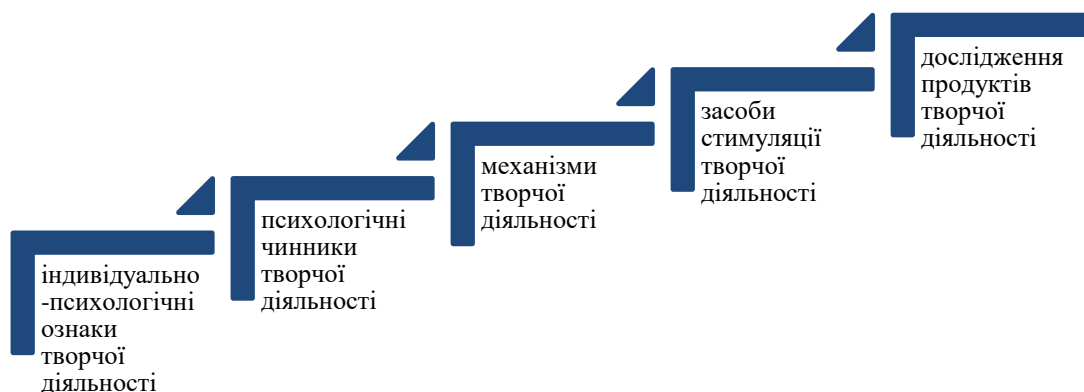 індивідуально
-психологічні
ознаки
творчої
діяльності
психологічні
чинники
творчої
діяльності
механізми
творчої
діяльності
засоби
стимуляції
творчої
діяльності
дослідження
продуктів
творчої
діяльності